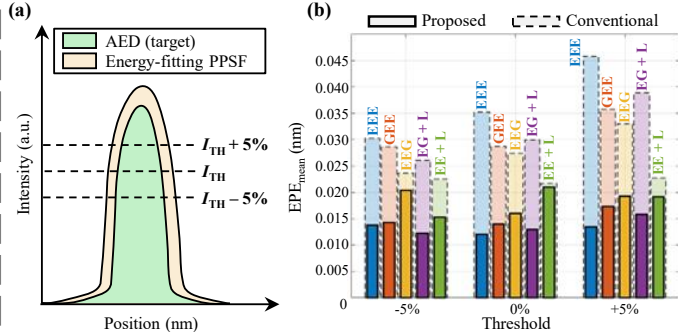 (a)
AED (target)
Energy-fitting PPSF
I_TH + 5%
I_TH
I_TH − 5%
Intensity (a.u.)
Position (nm)
(b)
Proposed
Conventional
EPE_mean (nm)
0.045
0.040
0.035
0.030
0.025
0.020
0.015
0.010
0.005
0
EEE
GEE
EEG
EG + L
EE + L
EEE
GEE
EEG
EG + L
EE + L
EEE
GEE
EEG
EG + L
EE + L
-5%
0%
+5%
Threshold